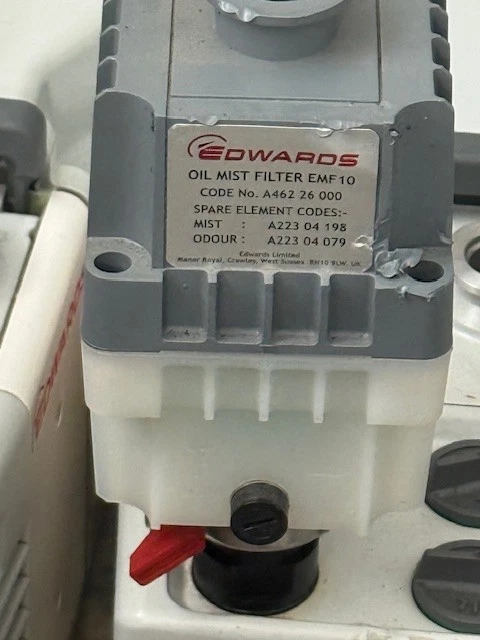 EDWARDS
OIL MIST FILTER EMF10
CODE No. A462 26 000
SPARE ELEMENT CODES:-
MIST : A223 04 198
ODOUR : A223 04 079
Edwards Limited
Manor Royal, Crawley, West Sussex RH10 9LW, UK
EDWARDS